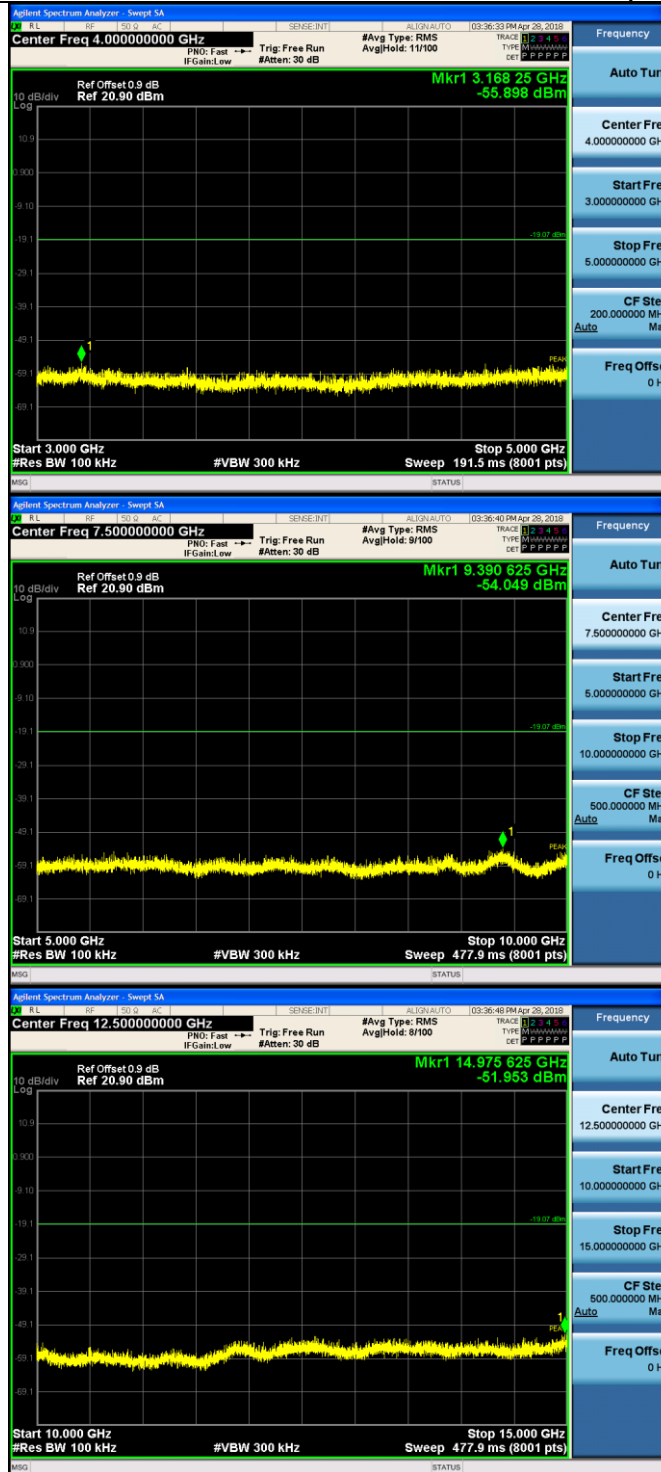 Agilent Spectrum Analyzer - Swept SA
RL RF 50 Ω AC SENSE:INT ALIGNAUTO 03:36:33 PM Apr 28, 2018
Center Freq 4.000000000 GHz #Avg Type: RMS TRACE 1 2 3 4 5 6 Frequency
PNO: Fast Trig: Free Run Avg|Hold: 11/100 TYPE M
IFGain:Low #Atten: 30 dB DET P P P P P P
Auto Tun
Mkr1 3.168 25 GHz
Ref Offset 0.9 dB
10 dB/div Ref 20.90 dBm -55.898 dBm
Log
Center Fre
4.000000000 GH
10.9
0.900
Start Fre
3.000000000 GH
-9.10
-19.1 -19.07 dBm
Stop Fre
5.000000000 GH
-29.1
CF Ste
200.000000 MH
Auto Ma
-39.1
-49.1
1
PEAK
-59.1
Freq Offse
0 H
-69.1
Start 3.000 GHz Stop 5.000 GHz
#Res BW 100 kHz #VBW 300 kHz Sweep 191.5 ms (8001 pts)
MSG STATUS
Agilent Spectrum Analyzer - Swept SA
RL RF 50 Ω AC SENSE:INT ALIGNAUTO 03:36:40 PM Apr 28, 2018
Center Freq 7.500000000 GHz #Avg Type: RMS TRACE 1 2 3 4 5 6 Frequency
PNO: Fast Trig: Free Run Avg|Hold: 9/100 TYPE M
IFGain:Low #Atten: 30 dB DET P P P P P P
Auto Tun
Mkr1 9.390 625 GHz
Ref Offset 0.9 dB
10 dB/div Ref 20.90 dBm -54.049 dBm
Log
Center Fre
7.500000000 GH
10.9
0.900
Start Fre
5.000000000 GH
-9.10
-19.1 -19.07 dBm
Stop Fre
10.000000000 GH
-29.1
CF Ste
500.000000 MH
Auto Ma
-39.1
-49.1
1
PEAK
-59.1
Freq Offse
0 H
-69.1
Start 5.000 GHz Stop 10.000 GHz
#Res BW 100 kHz #VBW 300 kHz Sweep 477.9 ms (8001 pts)
MSG STATUS
Agilent Spectrum Analyzer - Swept SA
RL RF 50 Ω AC SENSE:INT ALIGNAUTO 03:36:48 PM Apr 28, 2018
Center Freq 12.500000000 GHz #Avg Type: RMS TRACE 1 2 3 4 5 6 Frequency
PNO: Fast Trig: Free Run Avg|Hold: 8/100 TYPE M
IFGain:Low #Atten: 30 dB DET P P P P P P
Auto Tun
Mkr1 14.975 625 GHz
Ref Offset 0.9 dB
10 dB/div Ref 20.90 dBm -51.953 dBm
Log
Center Fre
12.500000000 GH
10.9
0.900
Start Fre
10.000000000 GH
-9.10
-19.1 -19.07 dBm
Stop Fre
15.000000000 GH
-29.1
CF Ste
500.000000 MH
Auto Ma
-39.1
-49.1
1
PEAK
-59.1
Freq Offse
0 H
-69.1
Start 10.000 GHz Stop 15.000 GHz
#Res BW 100 kHz #VBW 300 kHz Sweep 477.9 ms (8001 pts)
MSG STATUS